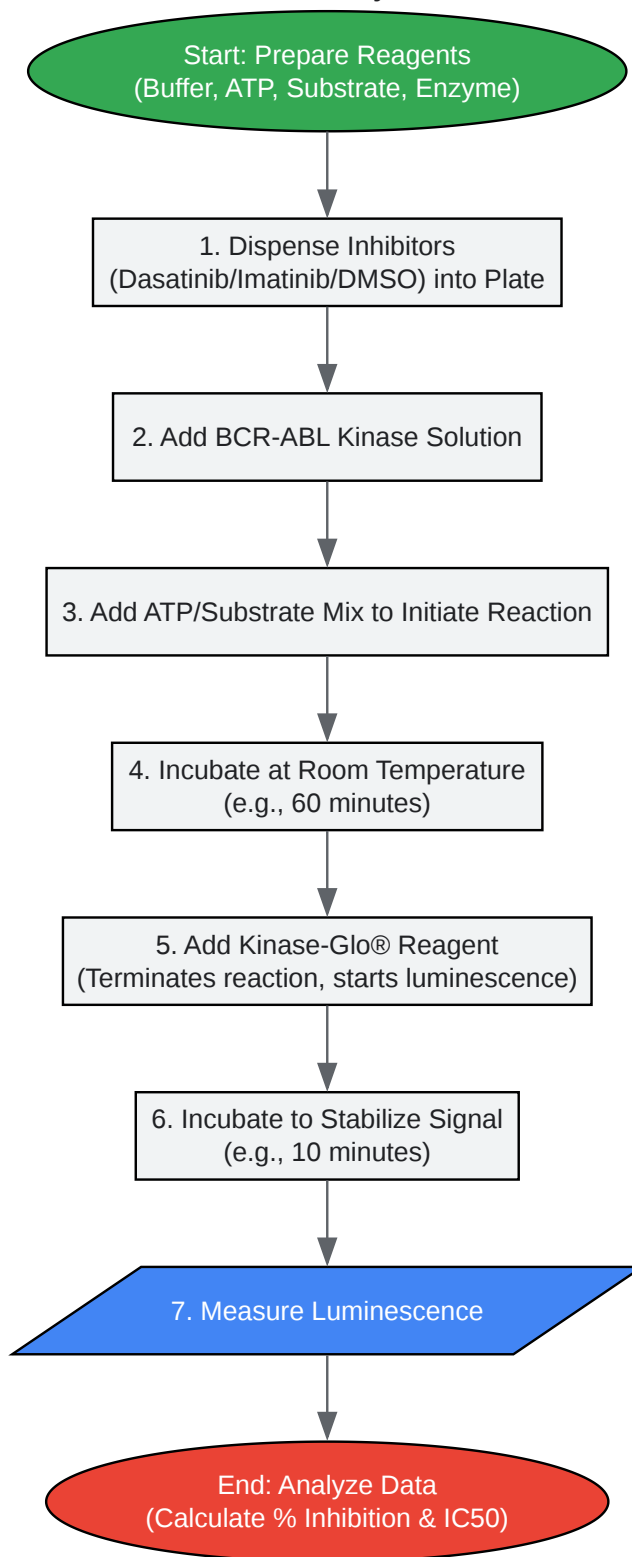 Start: Prepare Reagents
(Buffer, ATP, Substrate, Enzyme)
1. Dispense Inhibitors
(Dasatinib/Imatinib/DMSO) into Plate
2. Add BCR-ABL Kinase Solution
3. Add ATP/Substrate Mix to Initiate Reaction
4. Incubate at Room Temperature
(e.g., 60 minutes)
5. Add Kinase-Glo® Reagent
(Terminates reaction, starts luminescence)
6. Incubate to Stabilize Signal
(e.g., 10 minutes)
7. Measure Luminescence
End: Analyze Data
(Calculate % Inhibition & IC50)